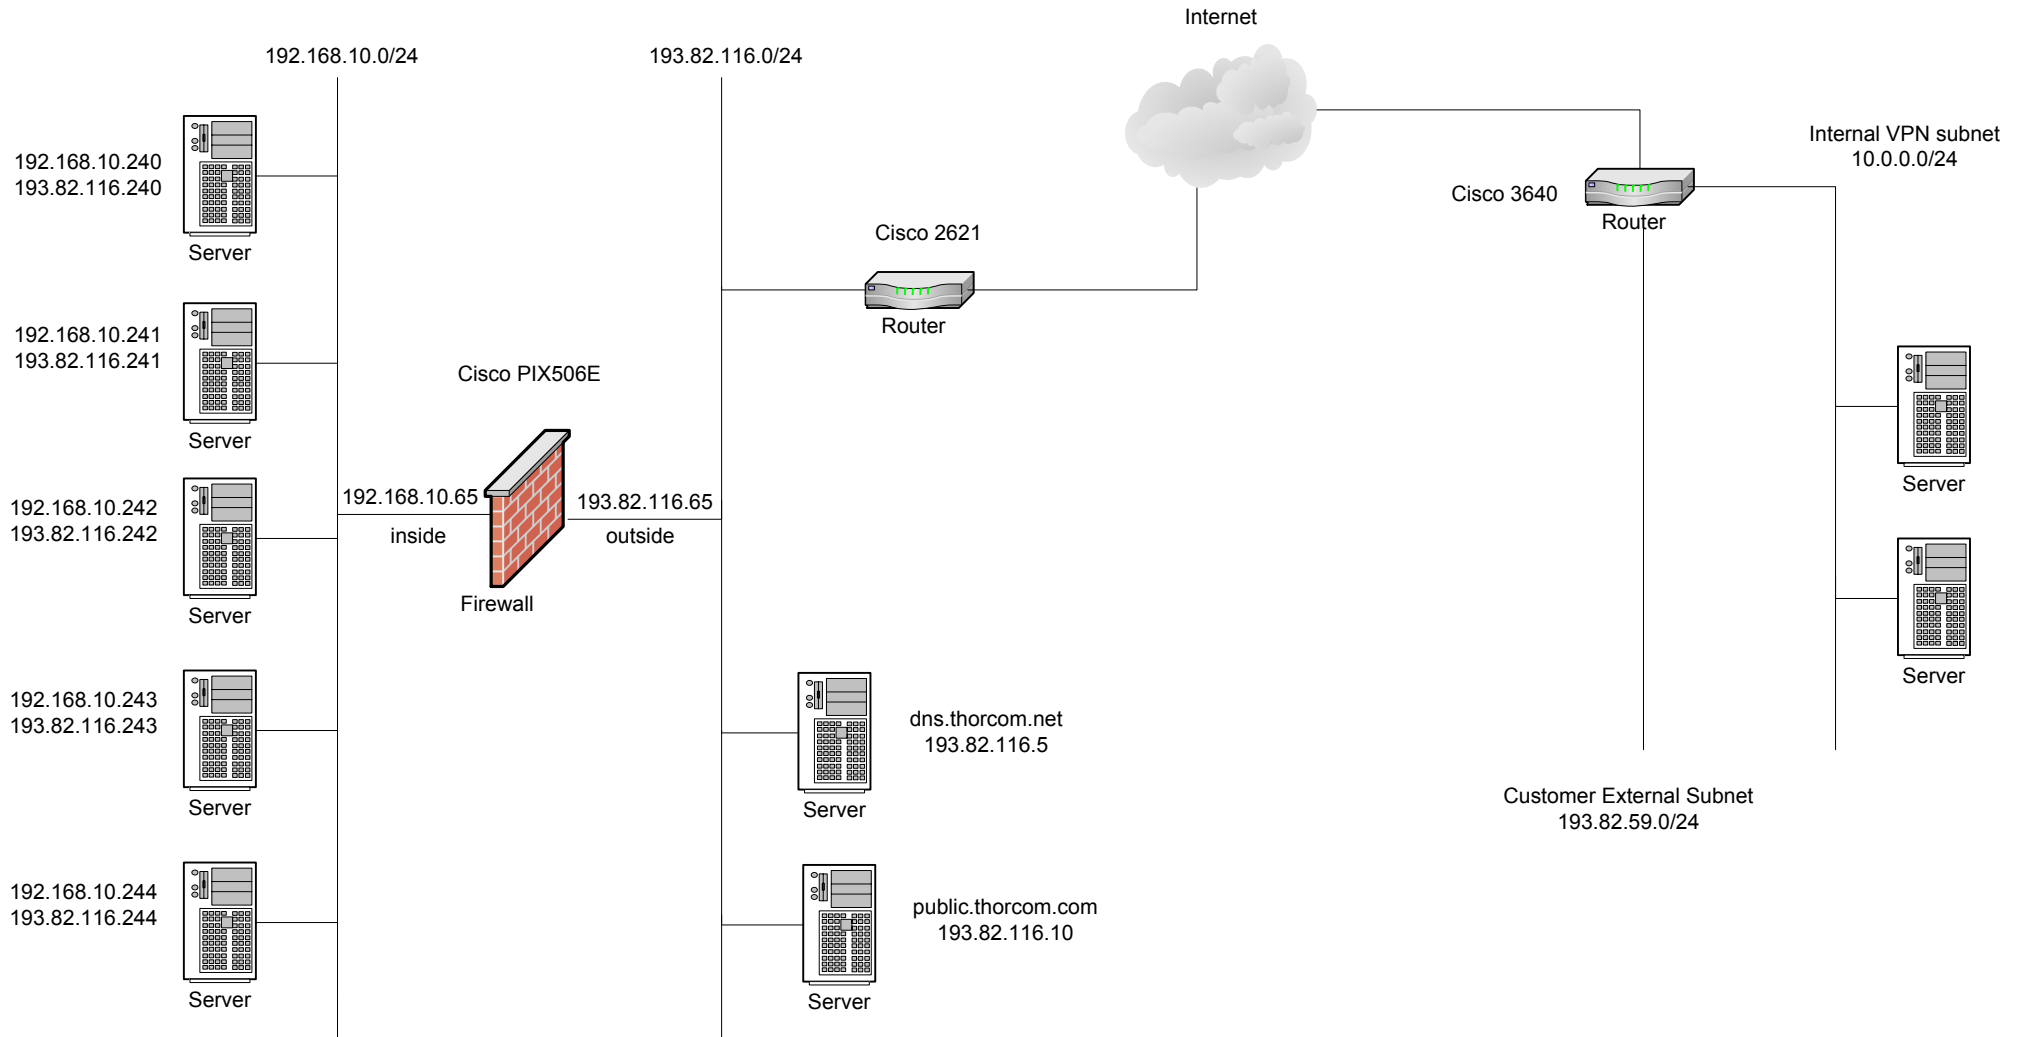 Internet
192.168.10.0/24
193.82.116.0/24
Internal VPN subnet
10.0.0.0/24
192.168.10.240
193.82.116.240
Server
Cisco 3640
Router
Cisco 2621
Router
192.168.10.241
193.82.116.241
Server
Cisco PIX506E
192.168.10.65
inside
193.82.116.65
outside
Firewall
192.168.10.242
193.82.116.242
Server
Server
Server
192.168.10.243
193.82.116.243
Server
dns.thorcom.net
193.82.116.5
Server
Customer External Subnet
193.82.59.0/24
192.168.10.244
193.82.116.244
Server
public.thorcom.com
193.82.116.10
Server